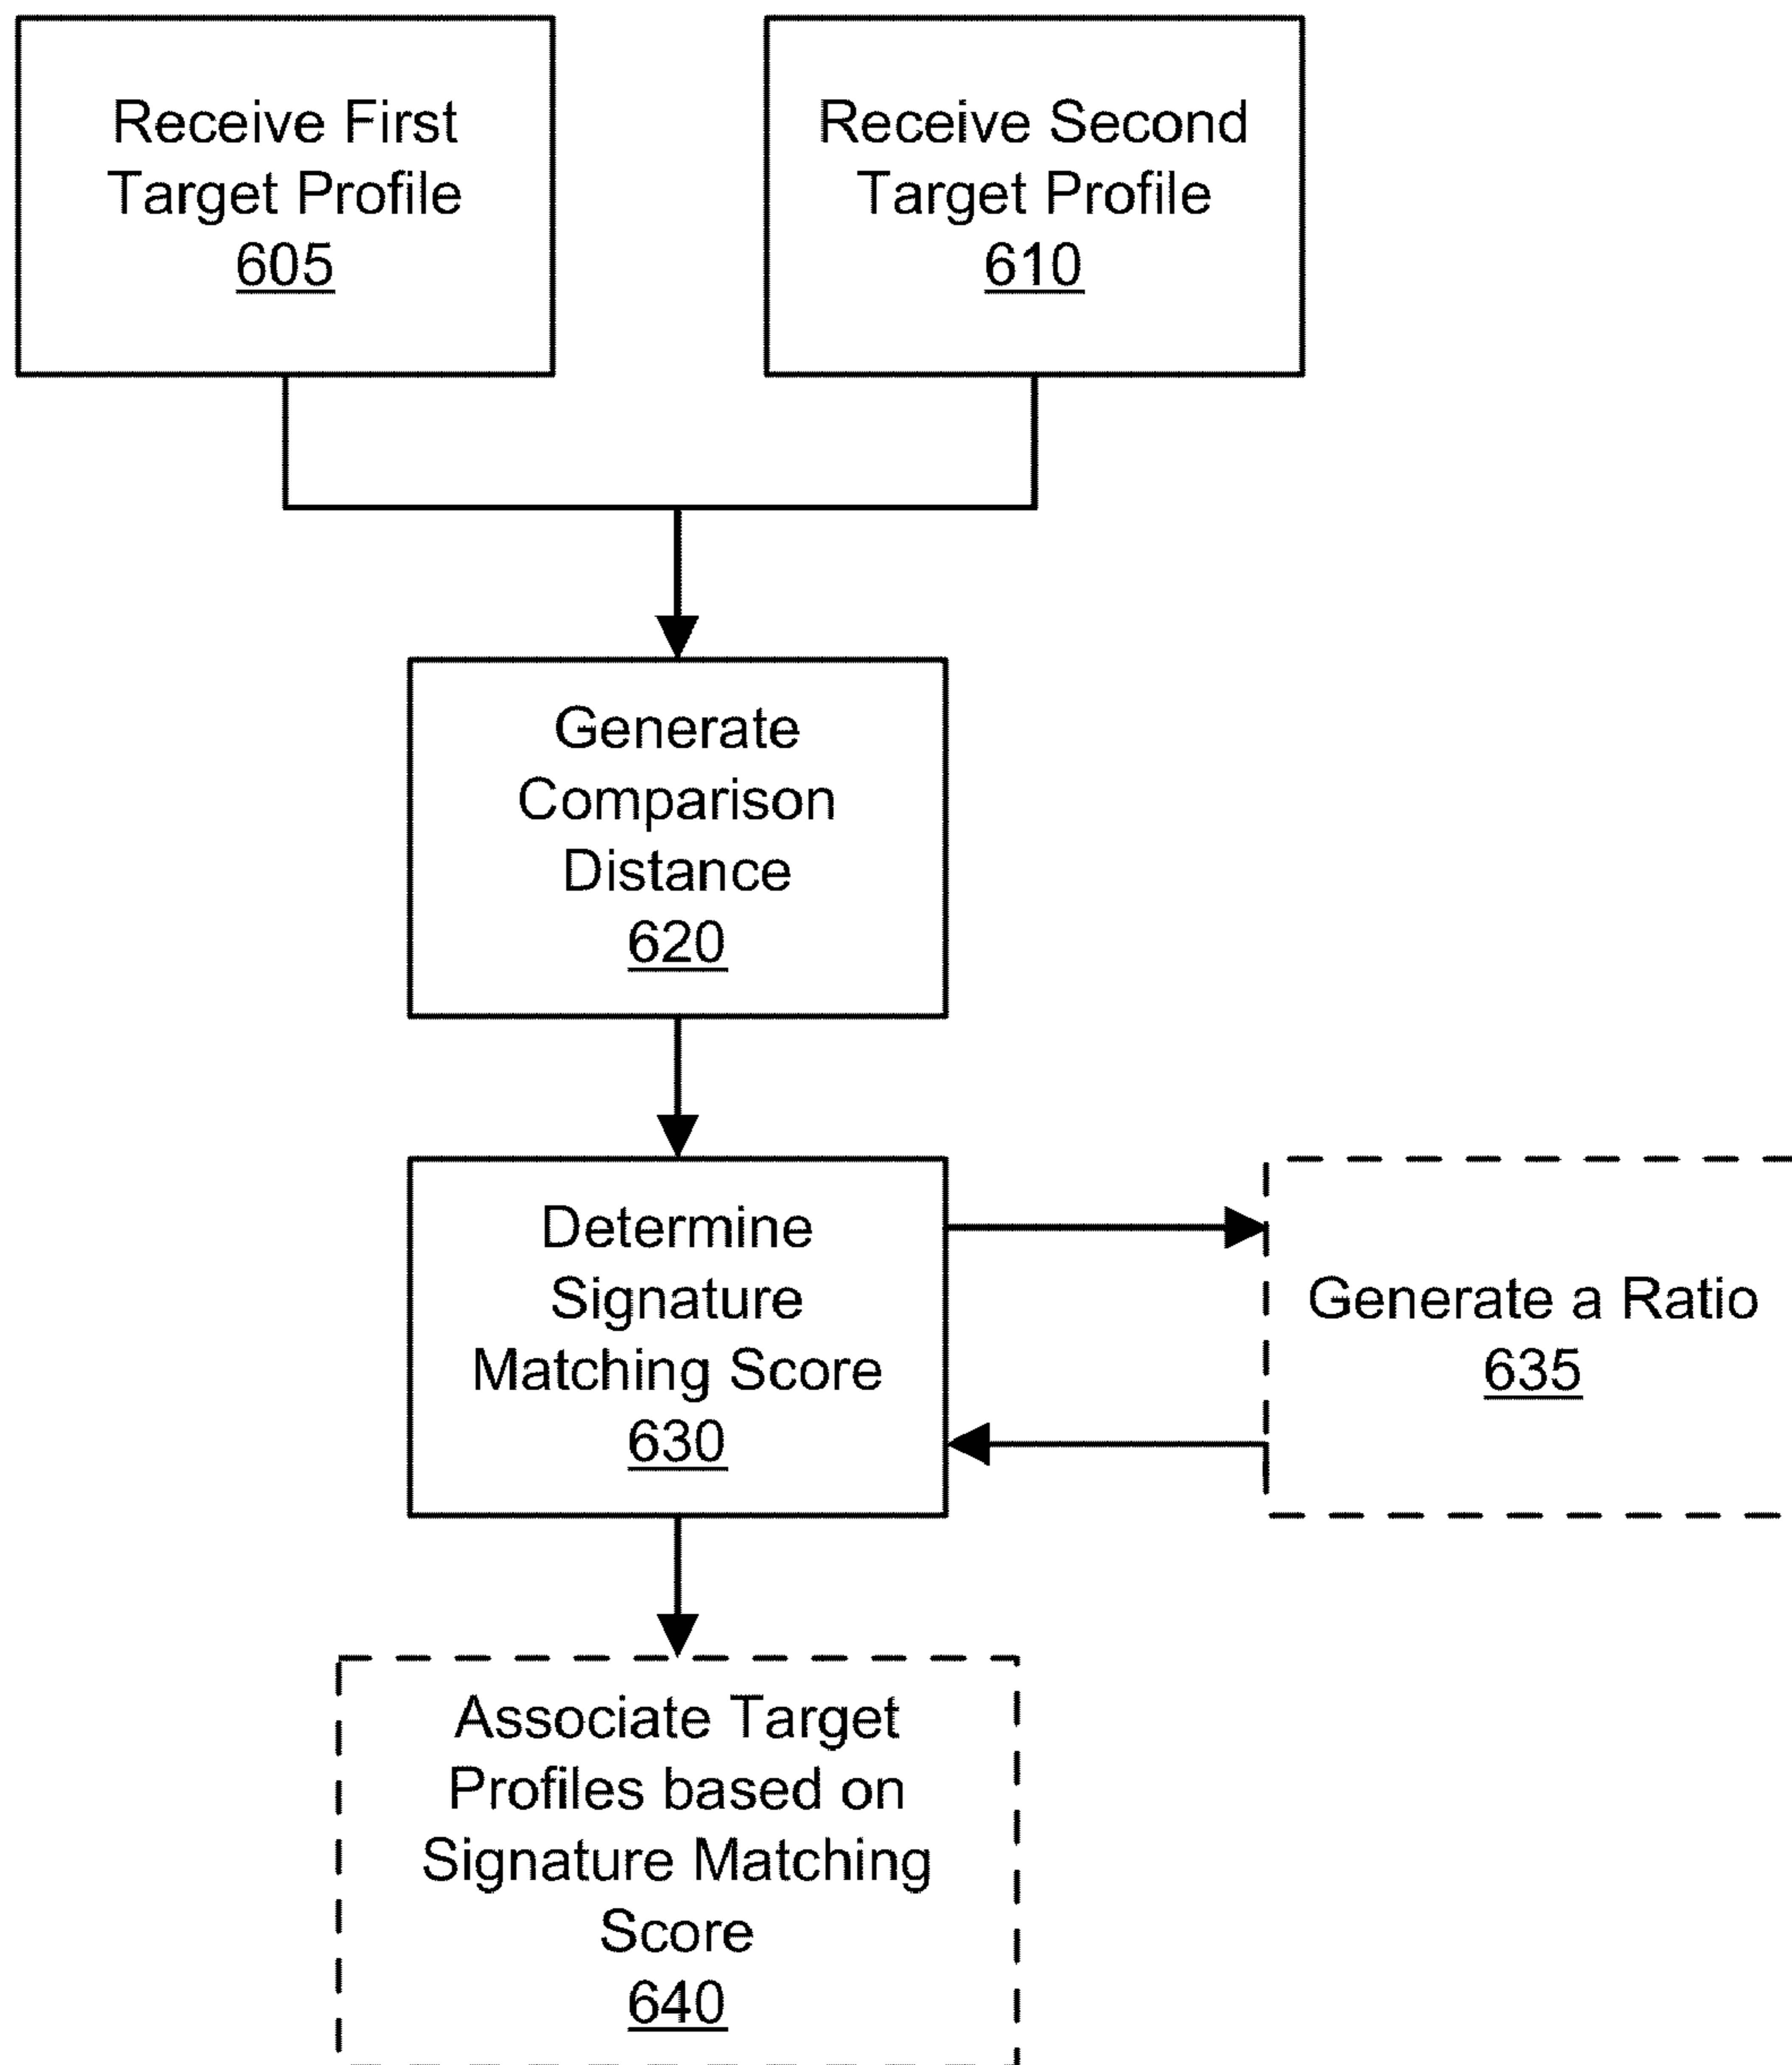 Receive First
Target Profile
605
Receive Second
Target Profile
610
Generate
Comparison
Distance
620
Determine
Signature
Matching Score
630
Generate a Ratio
635
Associate Target
Profiles based on
Signature Matching
Score
640